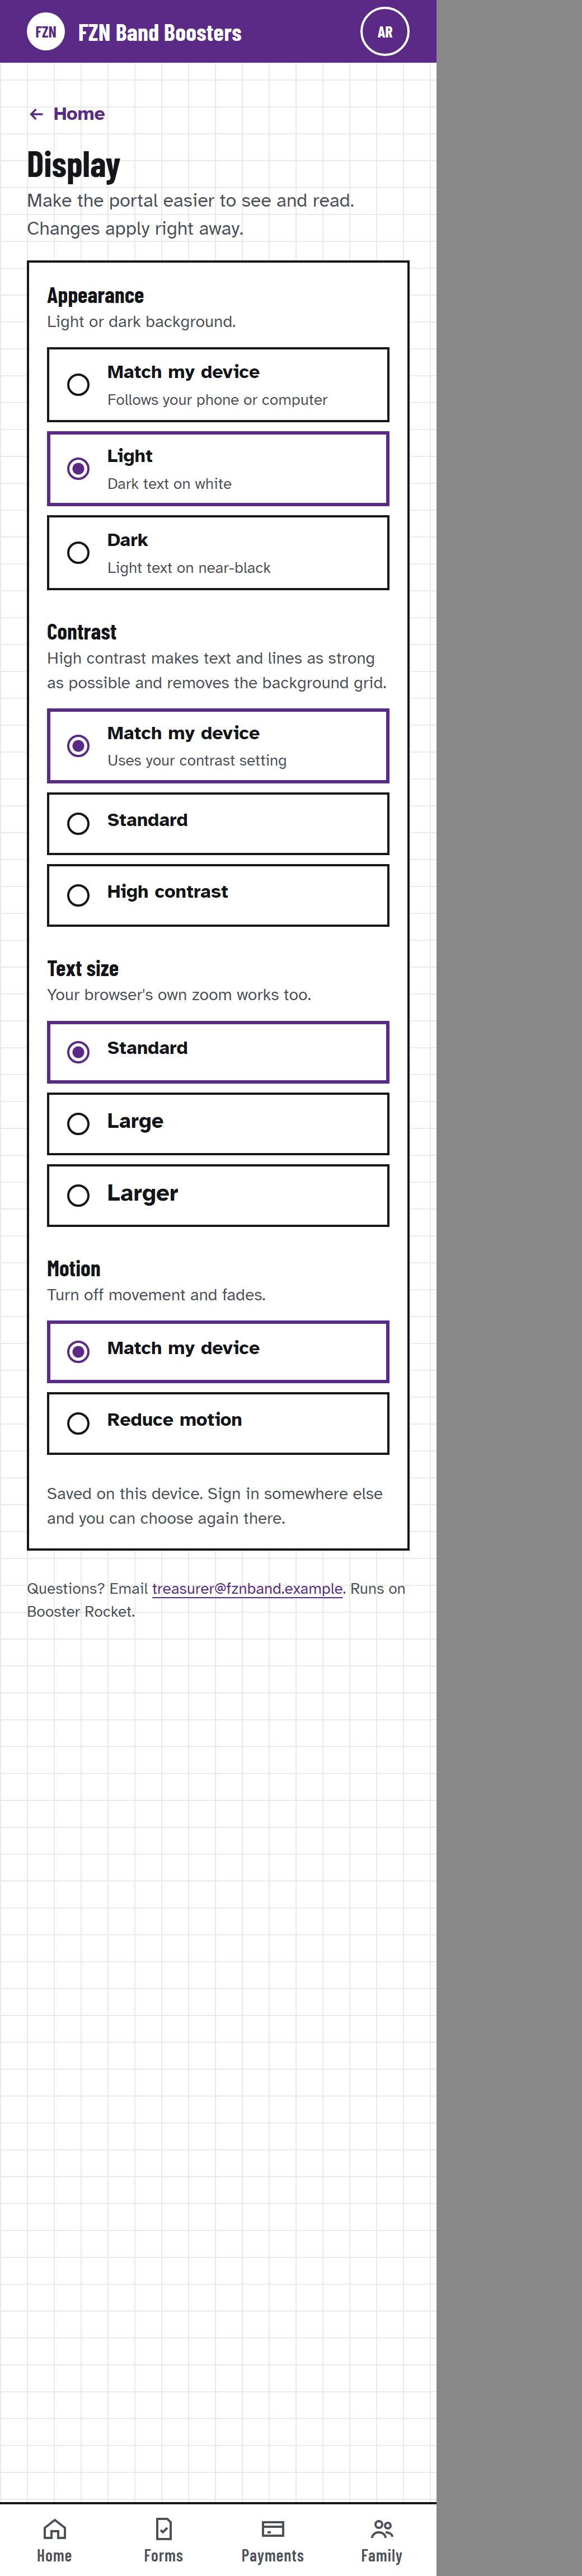 FZN FZN Band Boosters AR
← Home
Display
Make the portal easier to see and read.
Changes apply right away.
Appearance
Light or dark background.
Match my device
Follows your phone or computer
Light
Dark text on white
Dark
Light text on near-black
Contrast
High contrast makes text and lines as strong
as possible and removes the background grid.
Match my device
Uses your contrast setting
Standard
High contrast
Text size
Your browser's own zoom works too.
Standard
Large
Larger
Motion
Turn off movement and fades.
Match my device
Reduce motion
Saved on this device. Sign in somewhere else
and you can choose again there.
Questions? Email treasurer@fznband.example. Runs on
Booster Rocket.
Home Forms Payments Family